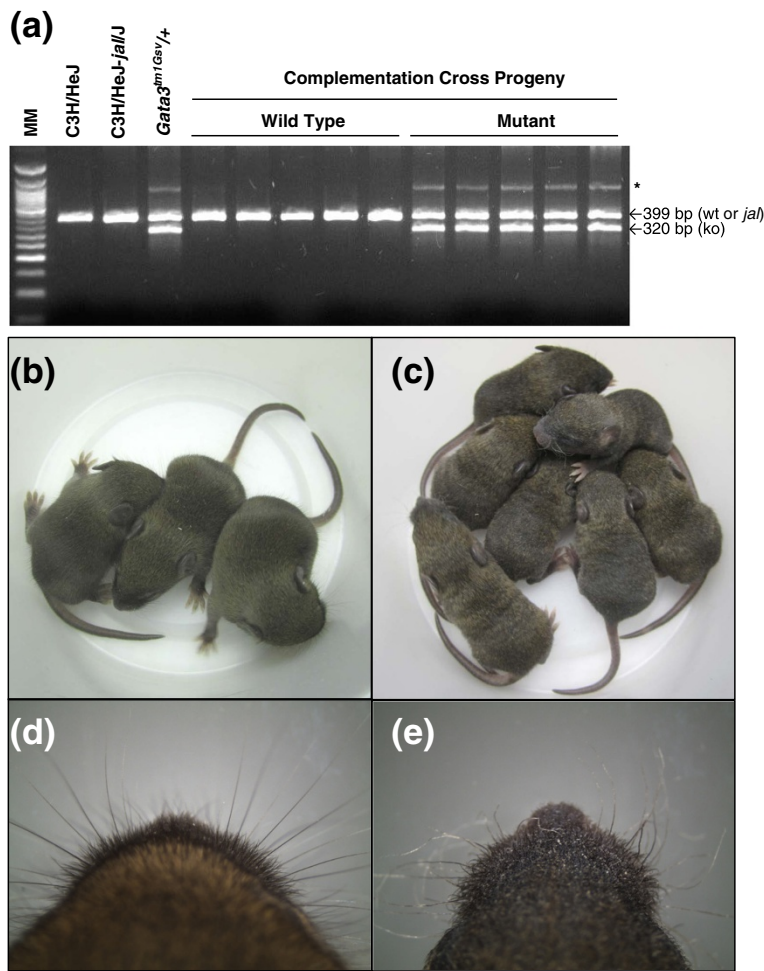 (a)
MM
C3H/HeJ
C3H/HeJ-jal/J
Gata3tm1Gsv/+
Complementation Cross Progeny
Wild Type
Mutant
*
←399 bp (wt or jal)
←320 bp (ko)
(b)
(c)
(d)
(e)